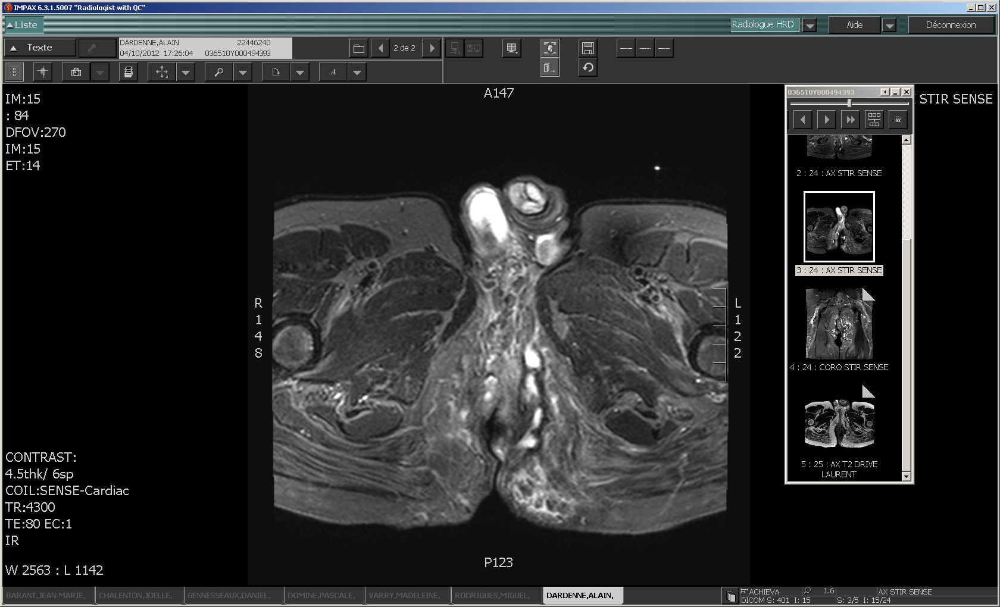 IMPAX 6.3.1.5007 "Radiologist with QC"
Liste
Radiologue HRD
Aide
Déconnexion
Texte
DARDENNE,ALAIN 22446240
04/10/2012 17:26:04 036510Y000494393
2 de 2
A
IM:15
: 84
DFOV:270
IM:15
ET:14
A147
STIR SENSE
036510Y000494393
2 : 24 : AX STIR SENSE
3 : 24 : AX STIR SENSE
4 : 24 : CORO STIR SENSE
5 : 25 : AX T2 DRIVE
LAURENT
R
1
4
8
L
1
2
2
CONTRAST:
4.5thk/ 6sp
COIL:SENSE-Cardiac
TR:4300
TE:80 EC:1
IR
W 2563 : L 1142
P123
BARANT,JEAN MARIE,
CHALENTON,JOELLE,
GENNESSEAUX,DANIEL,
DOMINE,PASCALE,
VARRY,MADELEINE,
RODRIGUES,MIGUEL,
DARDENNE,ALAIN,
ACHIEVA 1.6 AX STIR SENSE
DICOM S: 401 I: 15 S: 3/5 I: 15/24